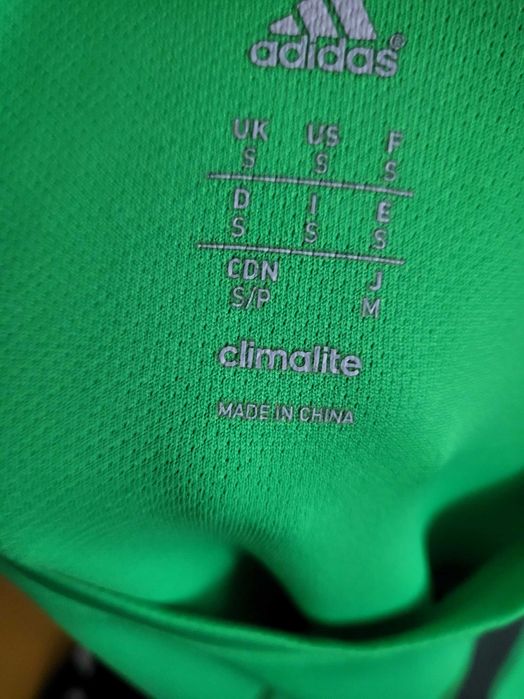 adidas®
UK US F
S S S
D I E
S S S
CDN J
S/P M
climalite
MADE IN CHINA